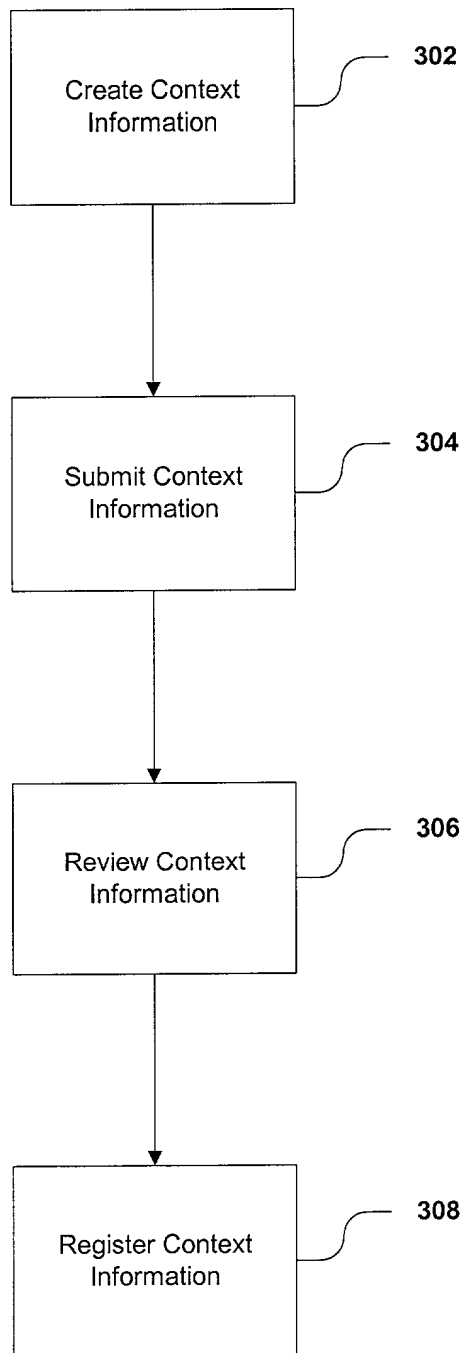 Create Context
Information
302
Submit Context
Information
304
Review Context
Information
306
Register Context
Information
308